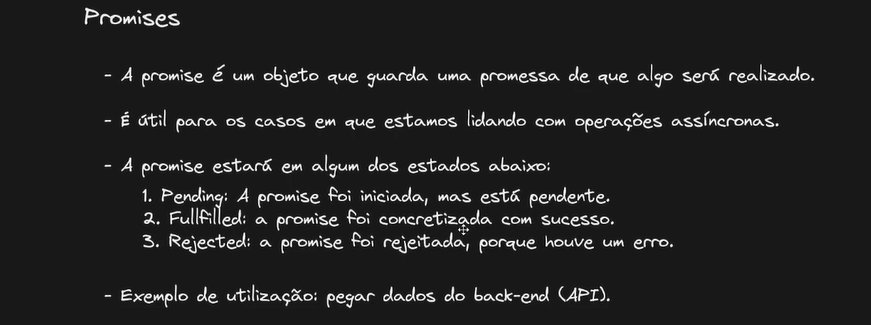 Promises
- A promise é um objeto que guarda uma promessa de que algo será realizado.
- É útil para os casos em que estamos lidando com operações assíncronas.
- A promise estará em algum dos estados abaixo:
1. Pending: A promise foi iniciada, mas está pendente.
2. Fullfilled: a promise foi concretizada com sucesso.
3. Rejected: a promise foi rejeitada, porque houve um erro.
- Exemplo de utilização: pegar dados do back-end (API).